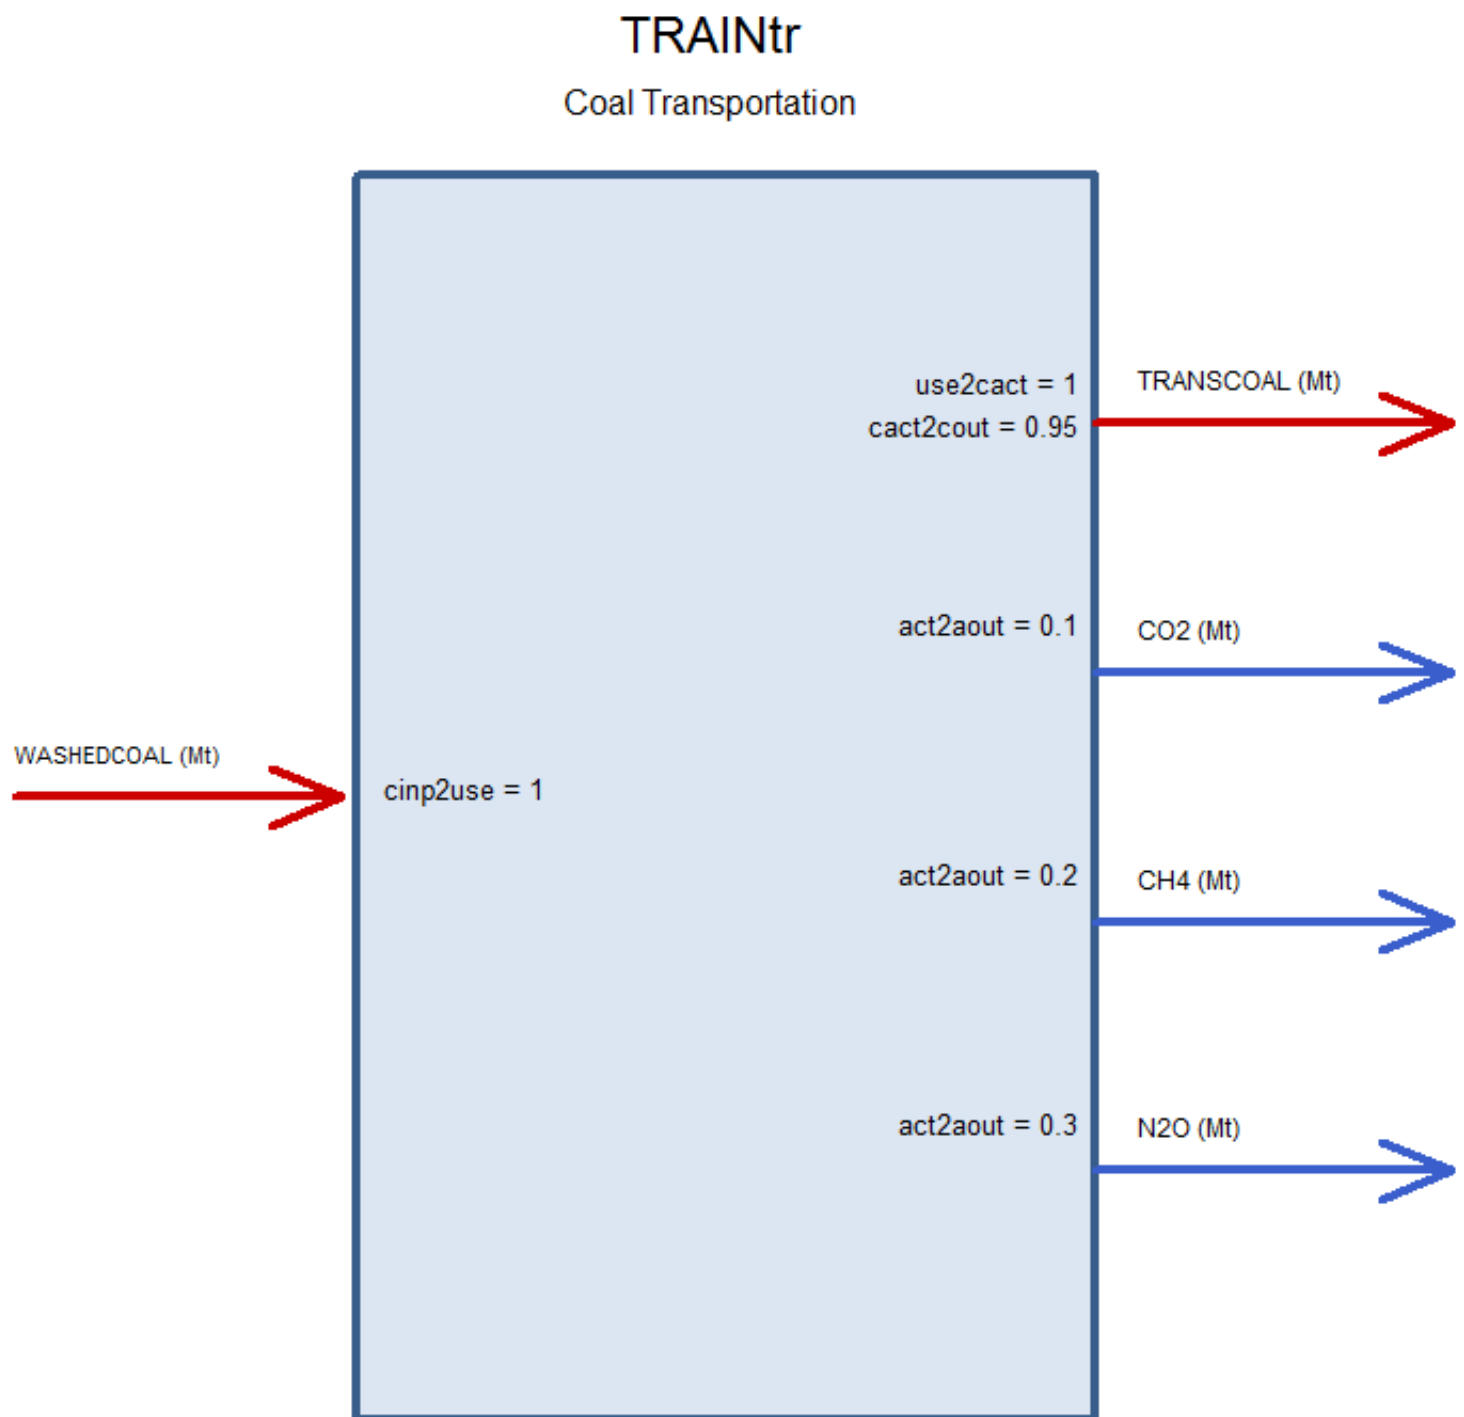 TRAINtr
Coal Transportation
use2cact = 1
cact2cout = 0.95
TRANSCOAL (Mt)
act2aout = 0.1
CO2 (Mt)
WASHEDCOAL (Mt)
cinp2use = 1
act2aout = 0.2
CH4 (Mt)
act2aout = 0.3
N2O (Mt)